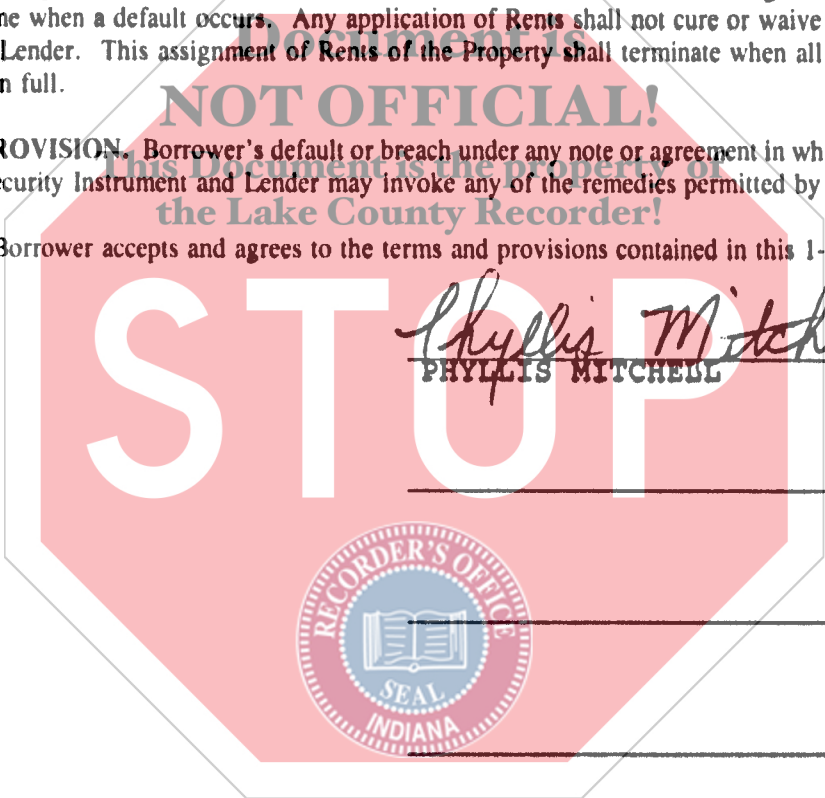 ne when a default occurs. Any application of Rents shall not cure or waive
Document is
Lender. This assignment of Rents of the Property shall terminate when all
n full.
NOT OFFICIAL!
ROVISION. Borrower's default or breach under any note or agreement in wh
This Document is the property of
ecurity Instrument and Lender may invoke any of the remedies permitted by
the Lake County Recorder!
Borrower accepts and agrees to the terms and provisions contained in this 1-
STOP
Phyllis Mitch
PHYLLIS MITCHELL
RECORDER'S OFFICE
SEAL
INDIANA